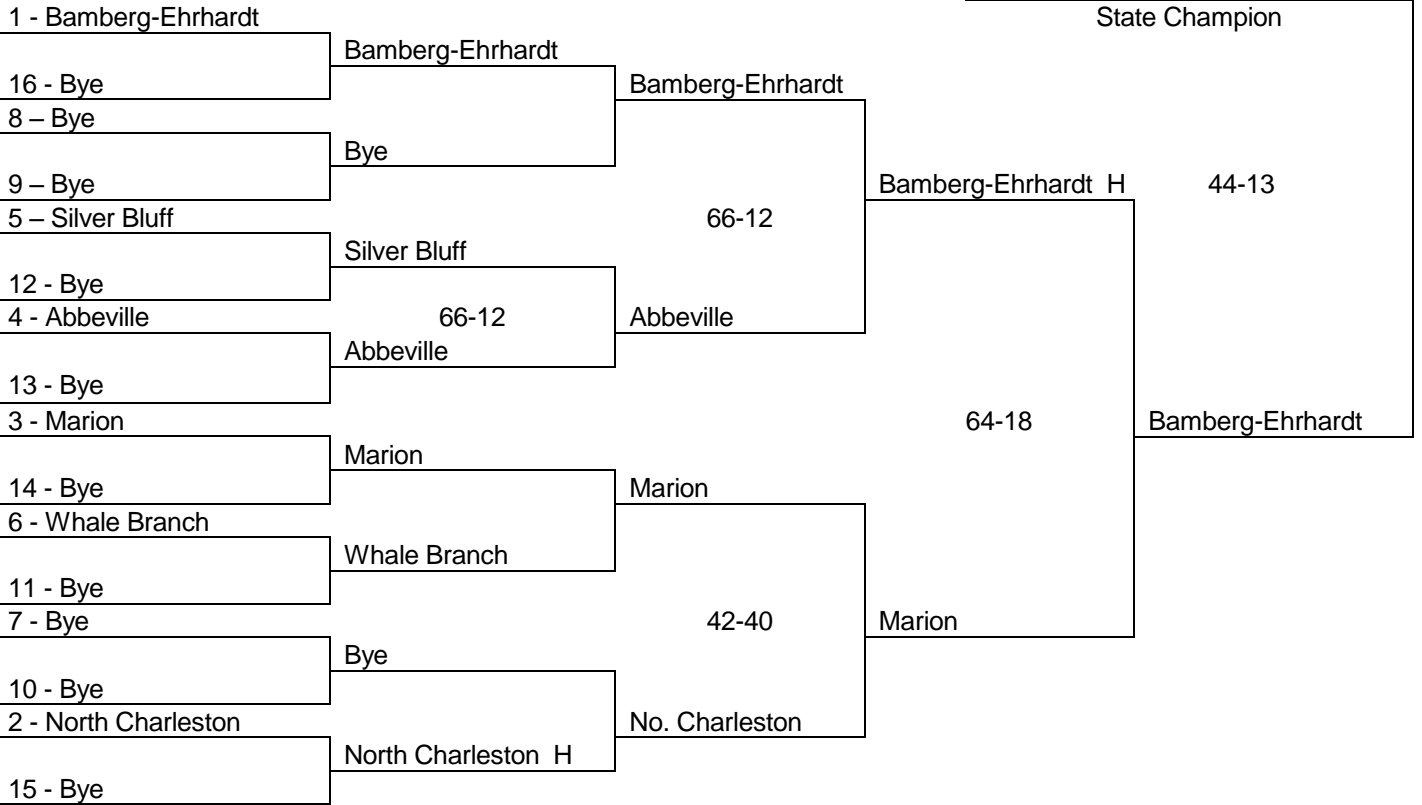 1 - Bamberg-Ehrhardt
State Champion
Bamberg-Ehrhardt
16 - Bye
Bamberg-Ehrhardt
8 – Bye
Bye
9 – Bye
Bamberg-Ehrhardt H
44-13
5 – Silver Bluff
66-12
Silver Bluff
12 - Bye
4 - Abbeville
66-12
Abbeville
Abbeville
13 - Bye
3 - Marion
64-18
Bamberg-Ehrhardt
Marion
14 - Bye
Marion
6 - Whale Branch
Whale Branch
11 - Bye
7 - Bye
42-40
Marion
Bye
10 - Bye
2 - North Charleston
No. Charleston
North Charleston H
15 - Bye